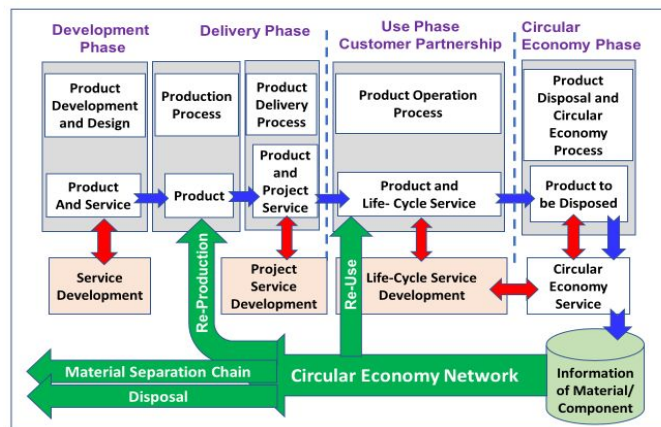 Development
Phase
Delivery Phase
Use Phase
Customer Partnership
Circular
Economy Phase
Product
Development
and Design
Production
Process
Product
Delivery
Process
Product Operation
Process
Product
Disposal and
Circular
Economy
Process
Product
And Service
Product
Product
and
Project
Service
Product and
Life- Cycle Service
Product to
be Disposed
Service
Development
Re-Production
Project
Service
Development
Re-Use
Life-Cycle Service
Development
Circular
Economy
Service
Material Separation Chain
Disposal
Circular Economy Network
Information
of Material/
Component